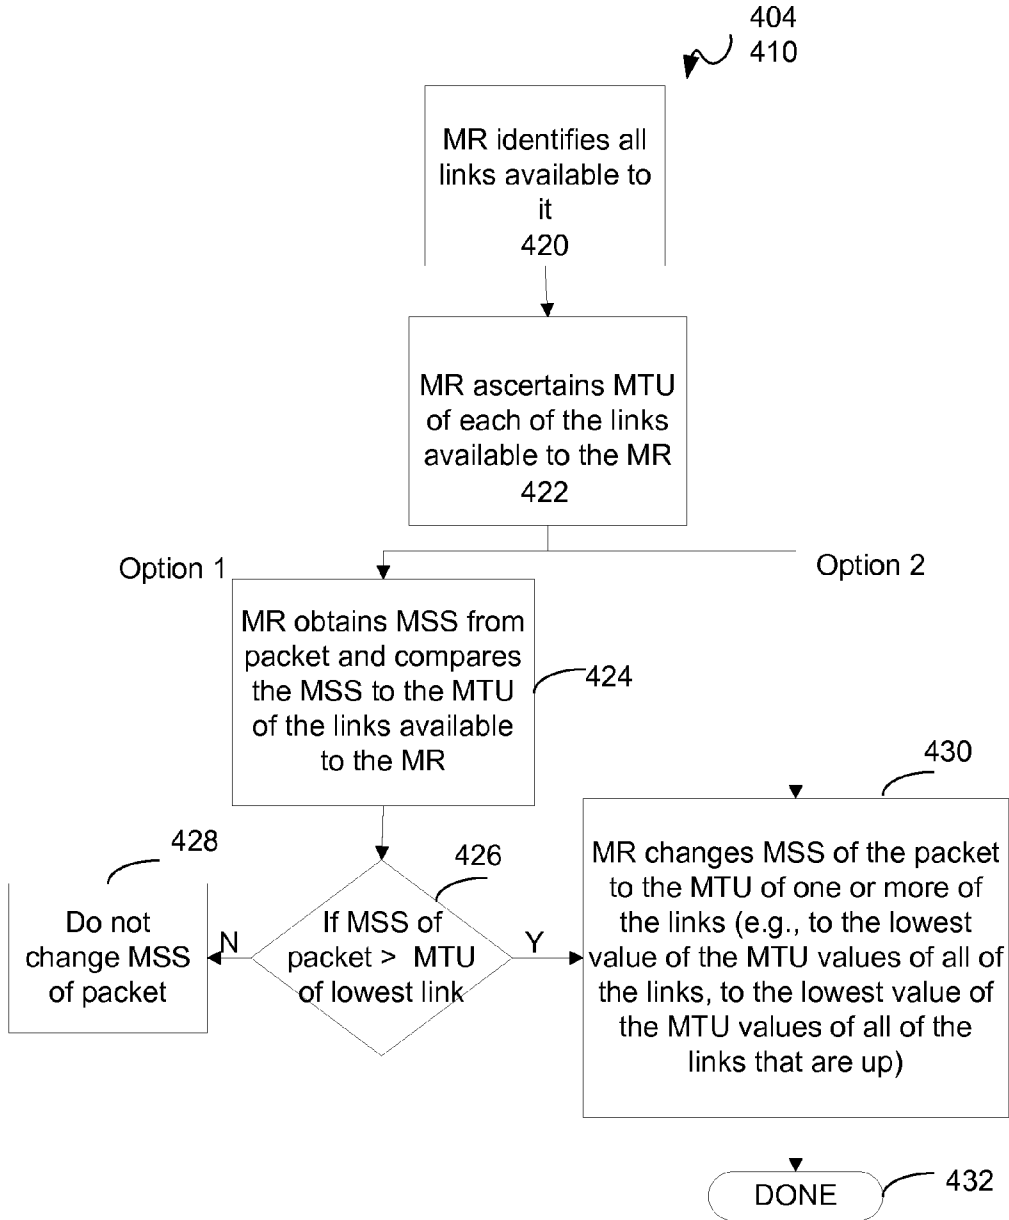 404
410
MR identifies all
links available to
it
420
MR ascertains MTU
of each of the links
available to the MR
422
Option 1
Option 2
MR obtains MSS from
packet and compares
the MSS to the MTU
of the links available
to the MR
424
430
MR changes MSS of the packet
to the MTU of one or more of
the links (e.g., to the lowest
value of the MTU values of all of
the links, to the lowest value of
the MTU values of all of the
links that are up)
428
Do not
change MSS
of packet
N
426
If MSS of
packet > MTU
of lowest link
Y
DONE
432